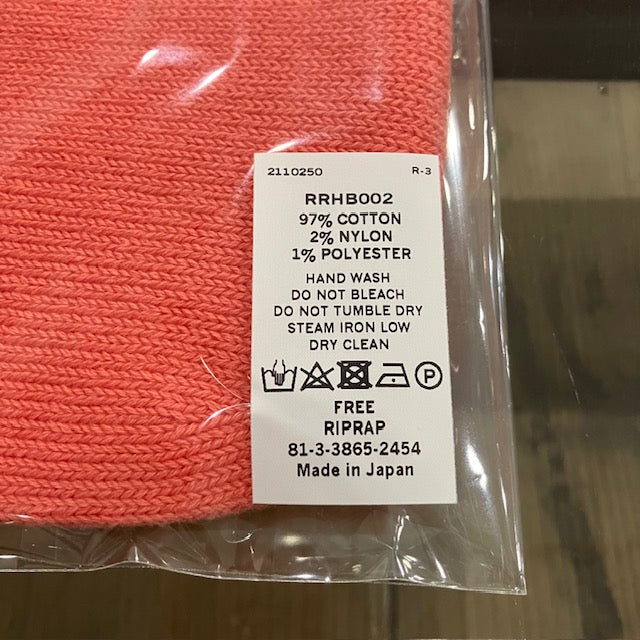 2110250 R-3
RRHB002
97% COTTON
2% NYLON
1% POLYESTER
HAND WASH
DO NOT BLEACH
DO NOT TUMBLE DRY
STEAM IRON LOW
DRY CLEAN
P
FREE
RIPRAP
81-3-3865-2454
Made in Japan